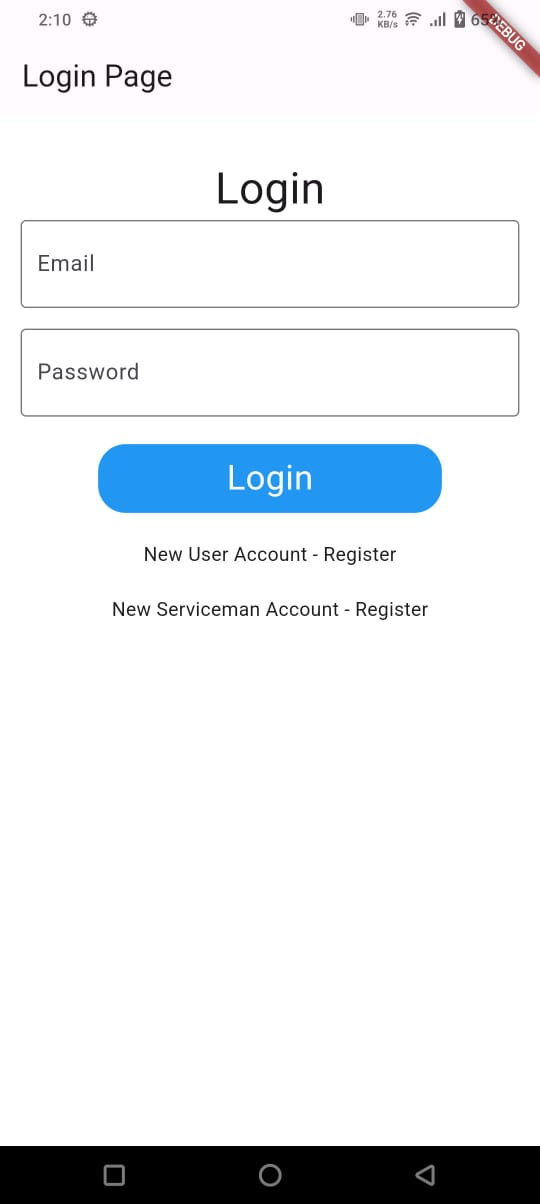 2:10
2.76
KB/s
DEBUG
Login Page
Login
Email
Password
Login
New User Account - Register
New Serviceman Account - Register